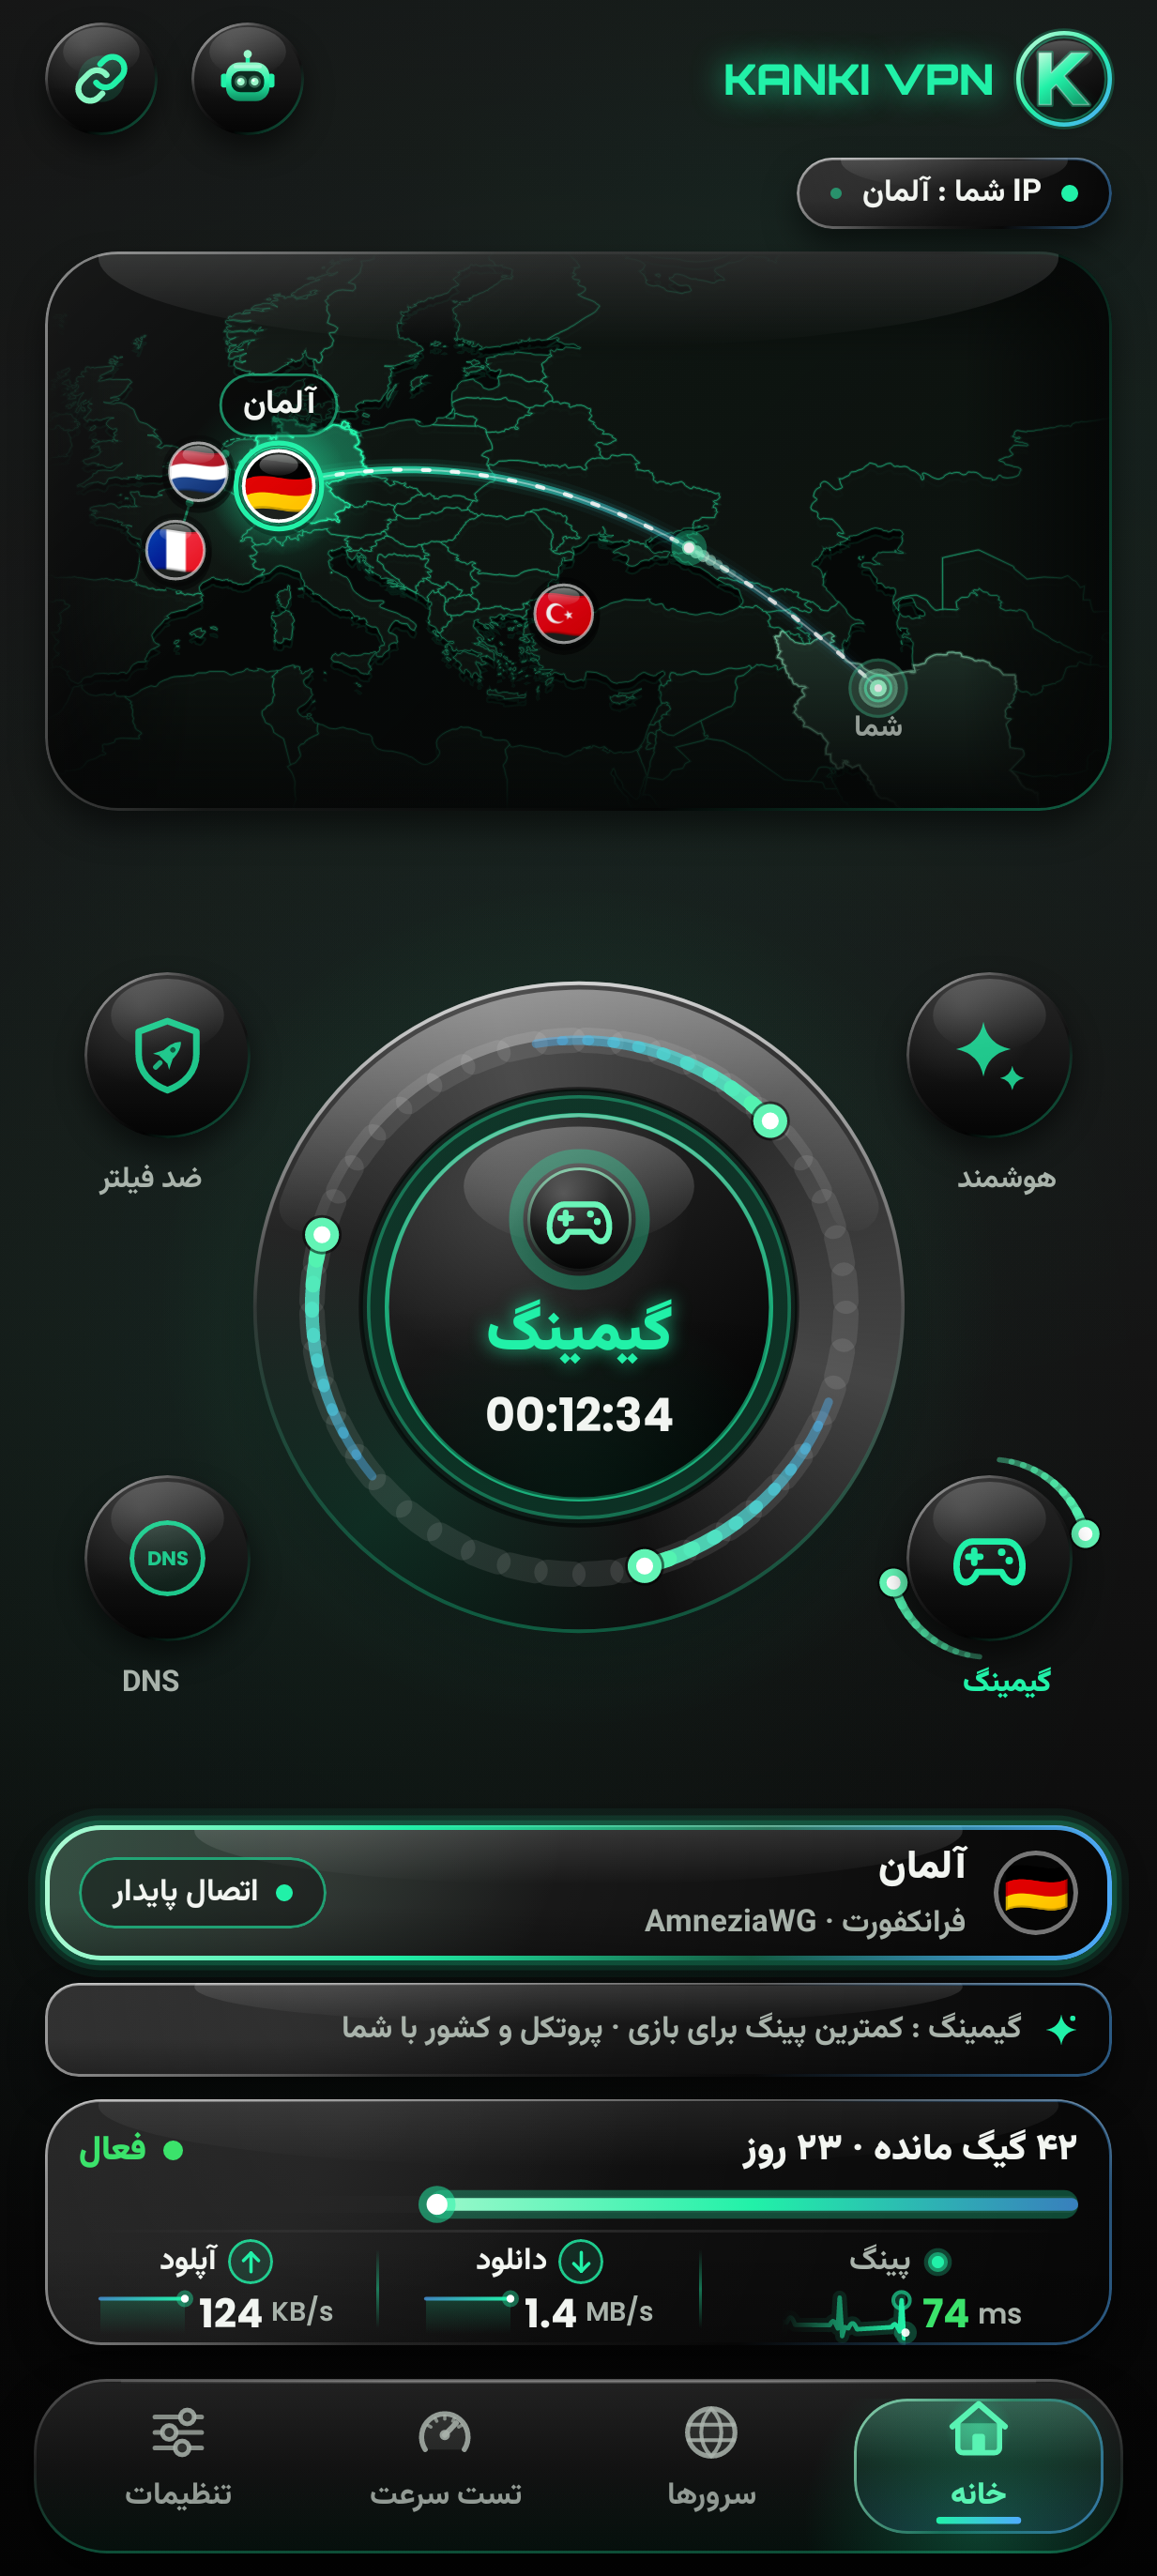 KANKI VPN
K
IP شما : آلمان
آلمان
شما
هوشمند
ضد فیلتر
گیمینگ
00:12:34
DNS
گیمینگ
DNS
آلمان
فرانکفورت · AmneziaWG
اتصال پایدار
گیمینگ : کمترین پینگ برای بازی · پروتکل و کشور با شما
۴۲ گیگ مانده · ۲۳ روز
فعال
پینگ
74 ms
دانلود
1.4 MB/s
آپلود
124 KB/s
خانه
سرورها
تست سرعت
تنظیمات